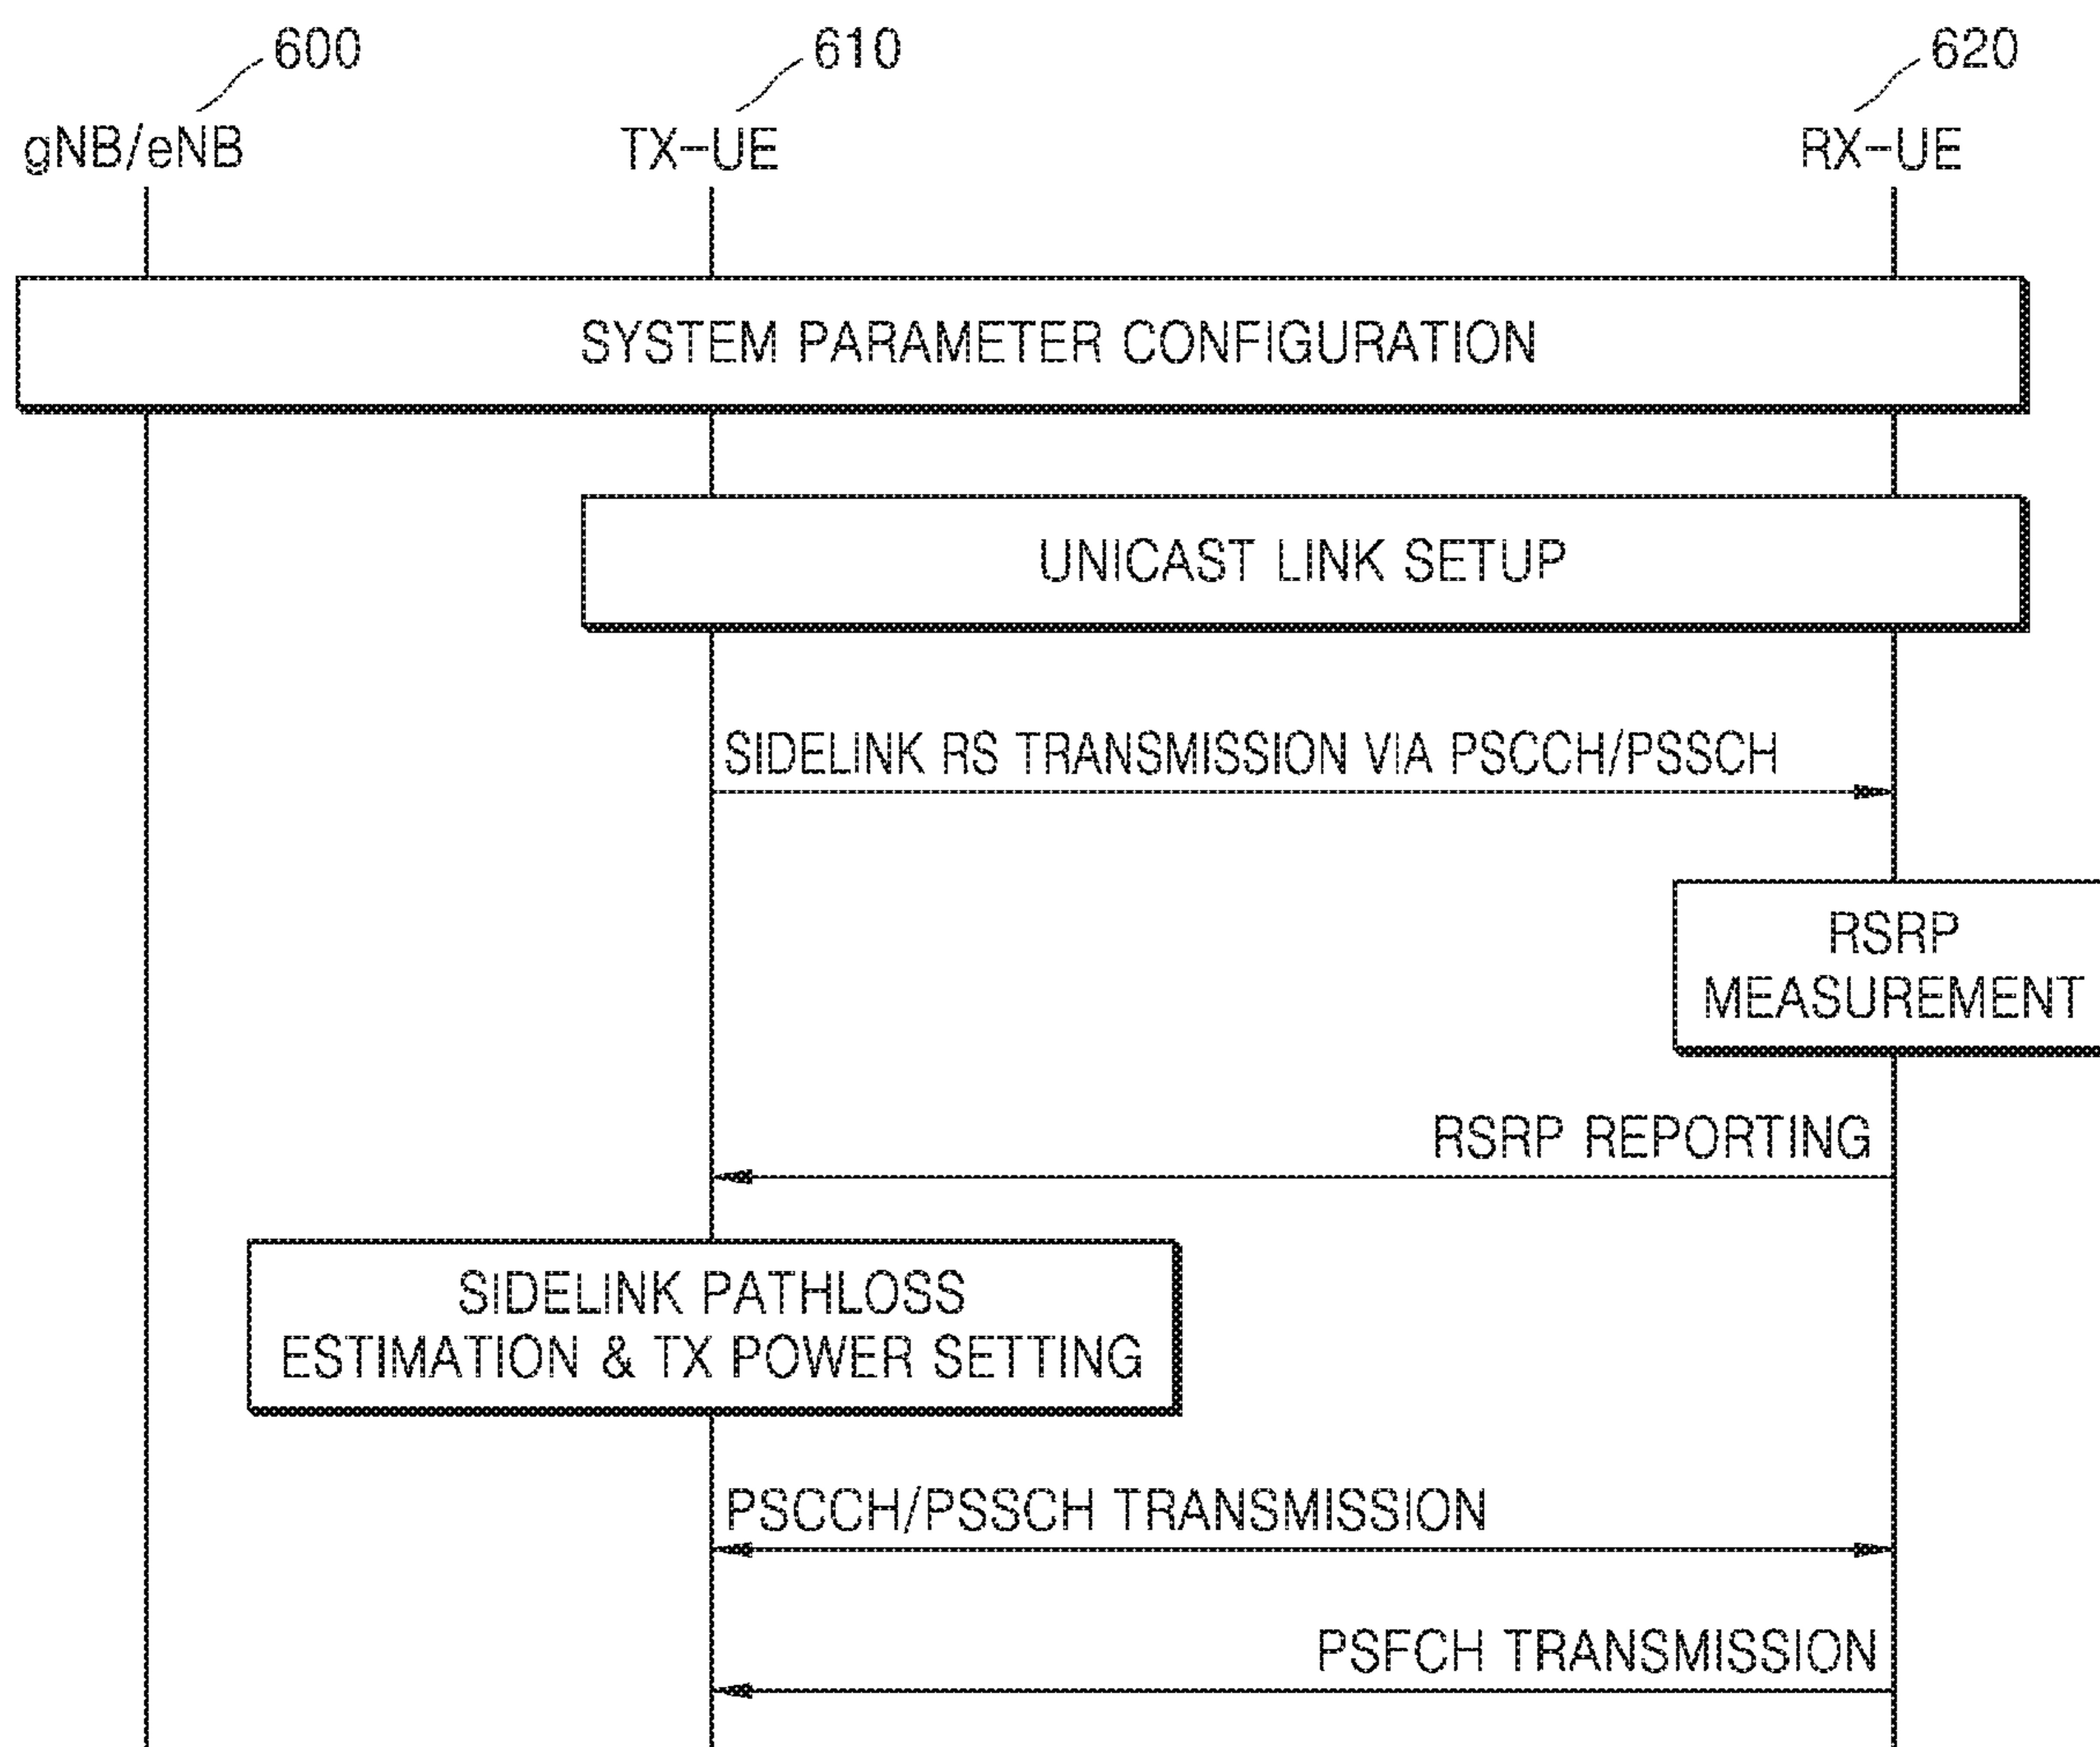 600
610
620
gNB/eNB
TX-UE
RX-UE
SYSTEM PARAMETER CONFIGURATION
UNICAST LINK SETUP
SIDELINK RS TRANSMISSION VIA PSCCH/PSSCH
RSRP
MEASUREMENT
RSRP REPORTING
SIDELINK PATHLOSS
ESTIMATION & TX POWER SETTING
PSCCH/PSSCH TRANSMISSION
PSFCH TRANSMISSION